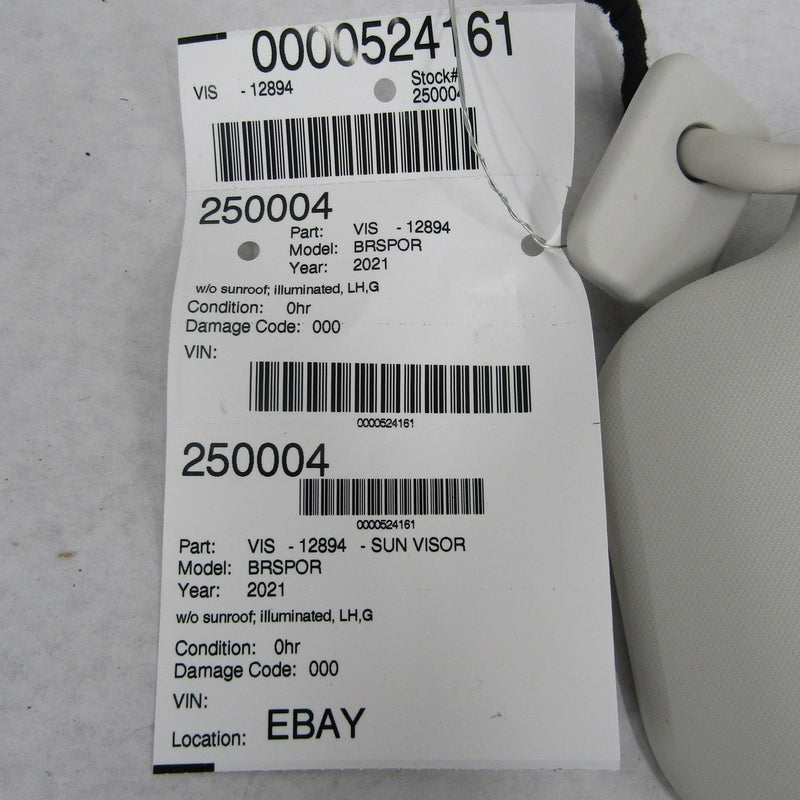 0000524161
VIS - 12894
Stock#
250004
250004
Part: VIS - 12894
Model: BRSPOR
Year: 2021
w/o sunroof; illuminated, LH,G
Condition: 0hr
Damage Code: 000
VIN:
0000524161
250004
0000524161
Part: VIS - 12894 - SUN VISOR
Model: BRSPOR
Year: 2021
w/o sunroof; illuminated, LH,G
Condition: 0hr
Damage Code: 000
VIN:
Location: EBAY